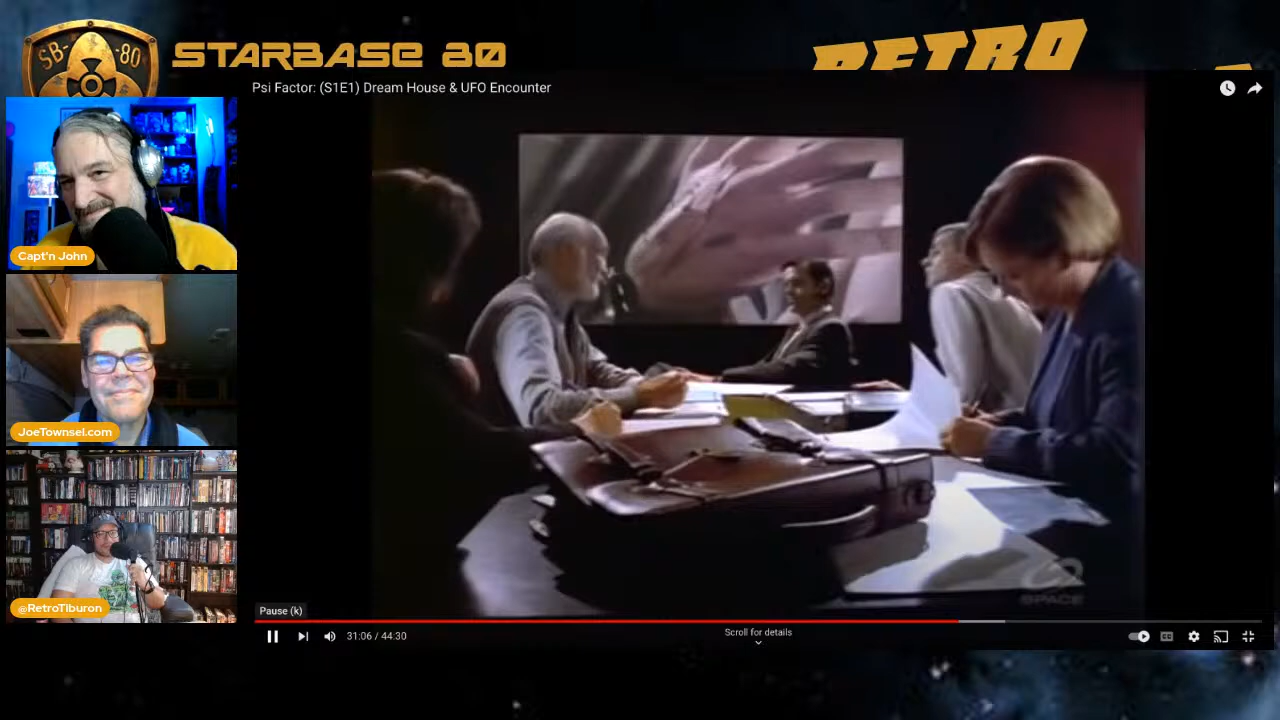 SB- -80
STARBASE 80
RETRO
Psi Factor: (S1E1) Dream House & UFO Encounter
Capt'n John
JoeTownsel.com
@RetroTiburon
SPACE
Pause (k)
31:06 / 44:30
Scroll for details
CC